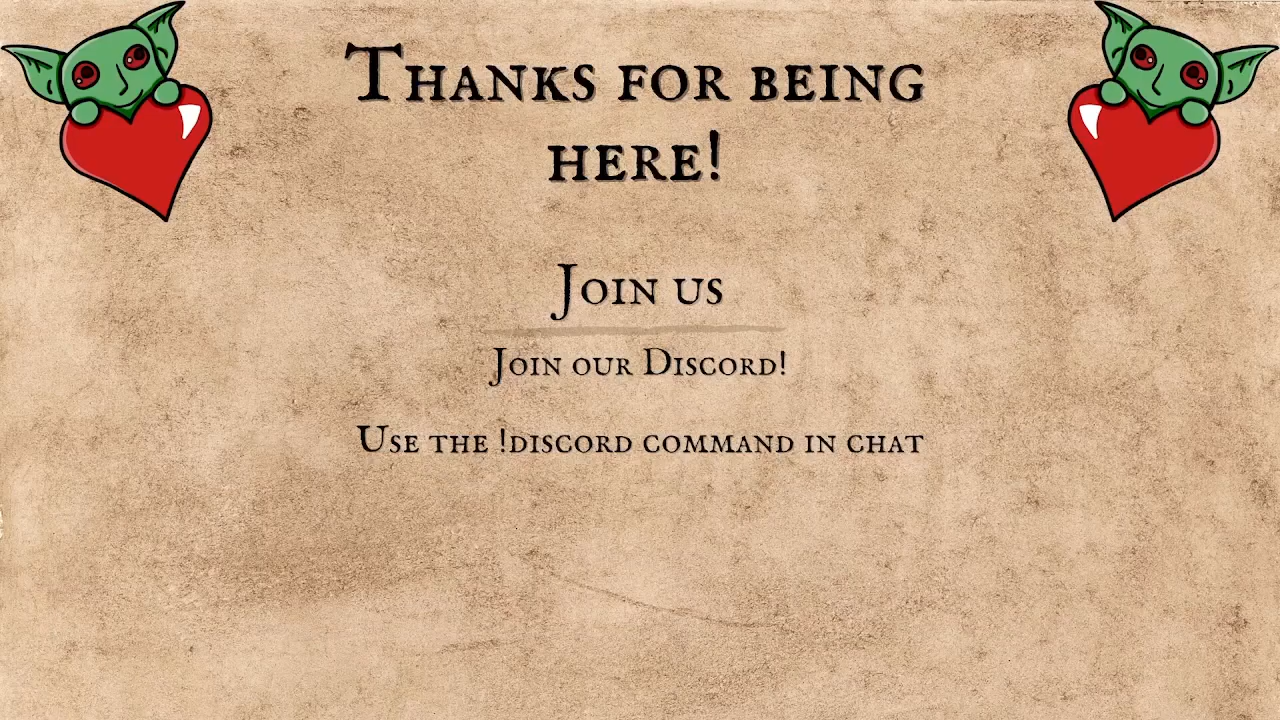 Thanks for being
here!
Join us
Join our Discord!
Use the !discord command in chat